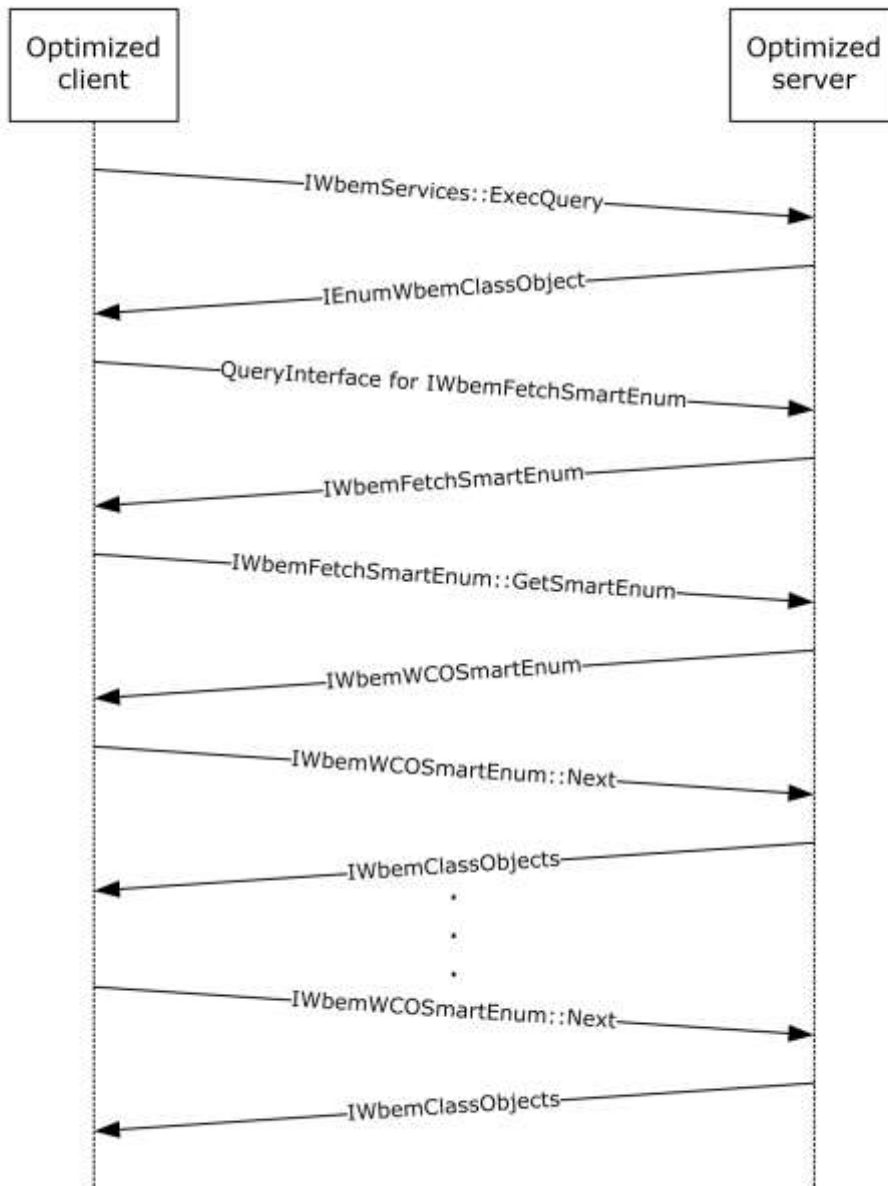 Optimized
client
Optimized
server
IWbemServices::ExecQuery
IEnumWbemClassObject
QueryInterface for IWbemFetchSmartEnum
IWbemFetchSmartEnum
IWbemFetchSmartEnum::GetSmartEnum
IWbemWCOSmartEnum
IWbemWCOSmartEnum::Next
IWbemClassObjects
.
.
.
IWbemWCOSmartEnum::Next
IWbemClassObjects